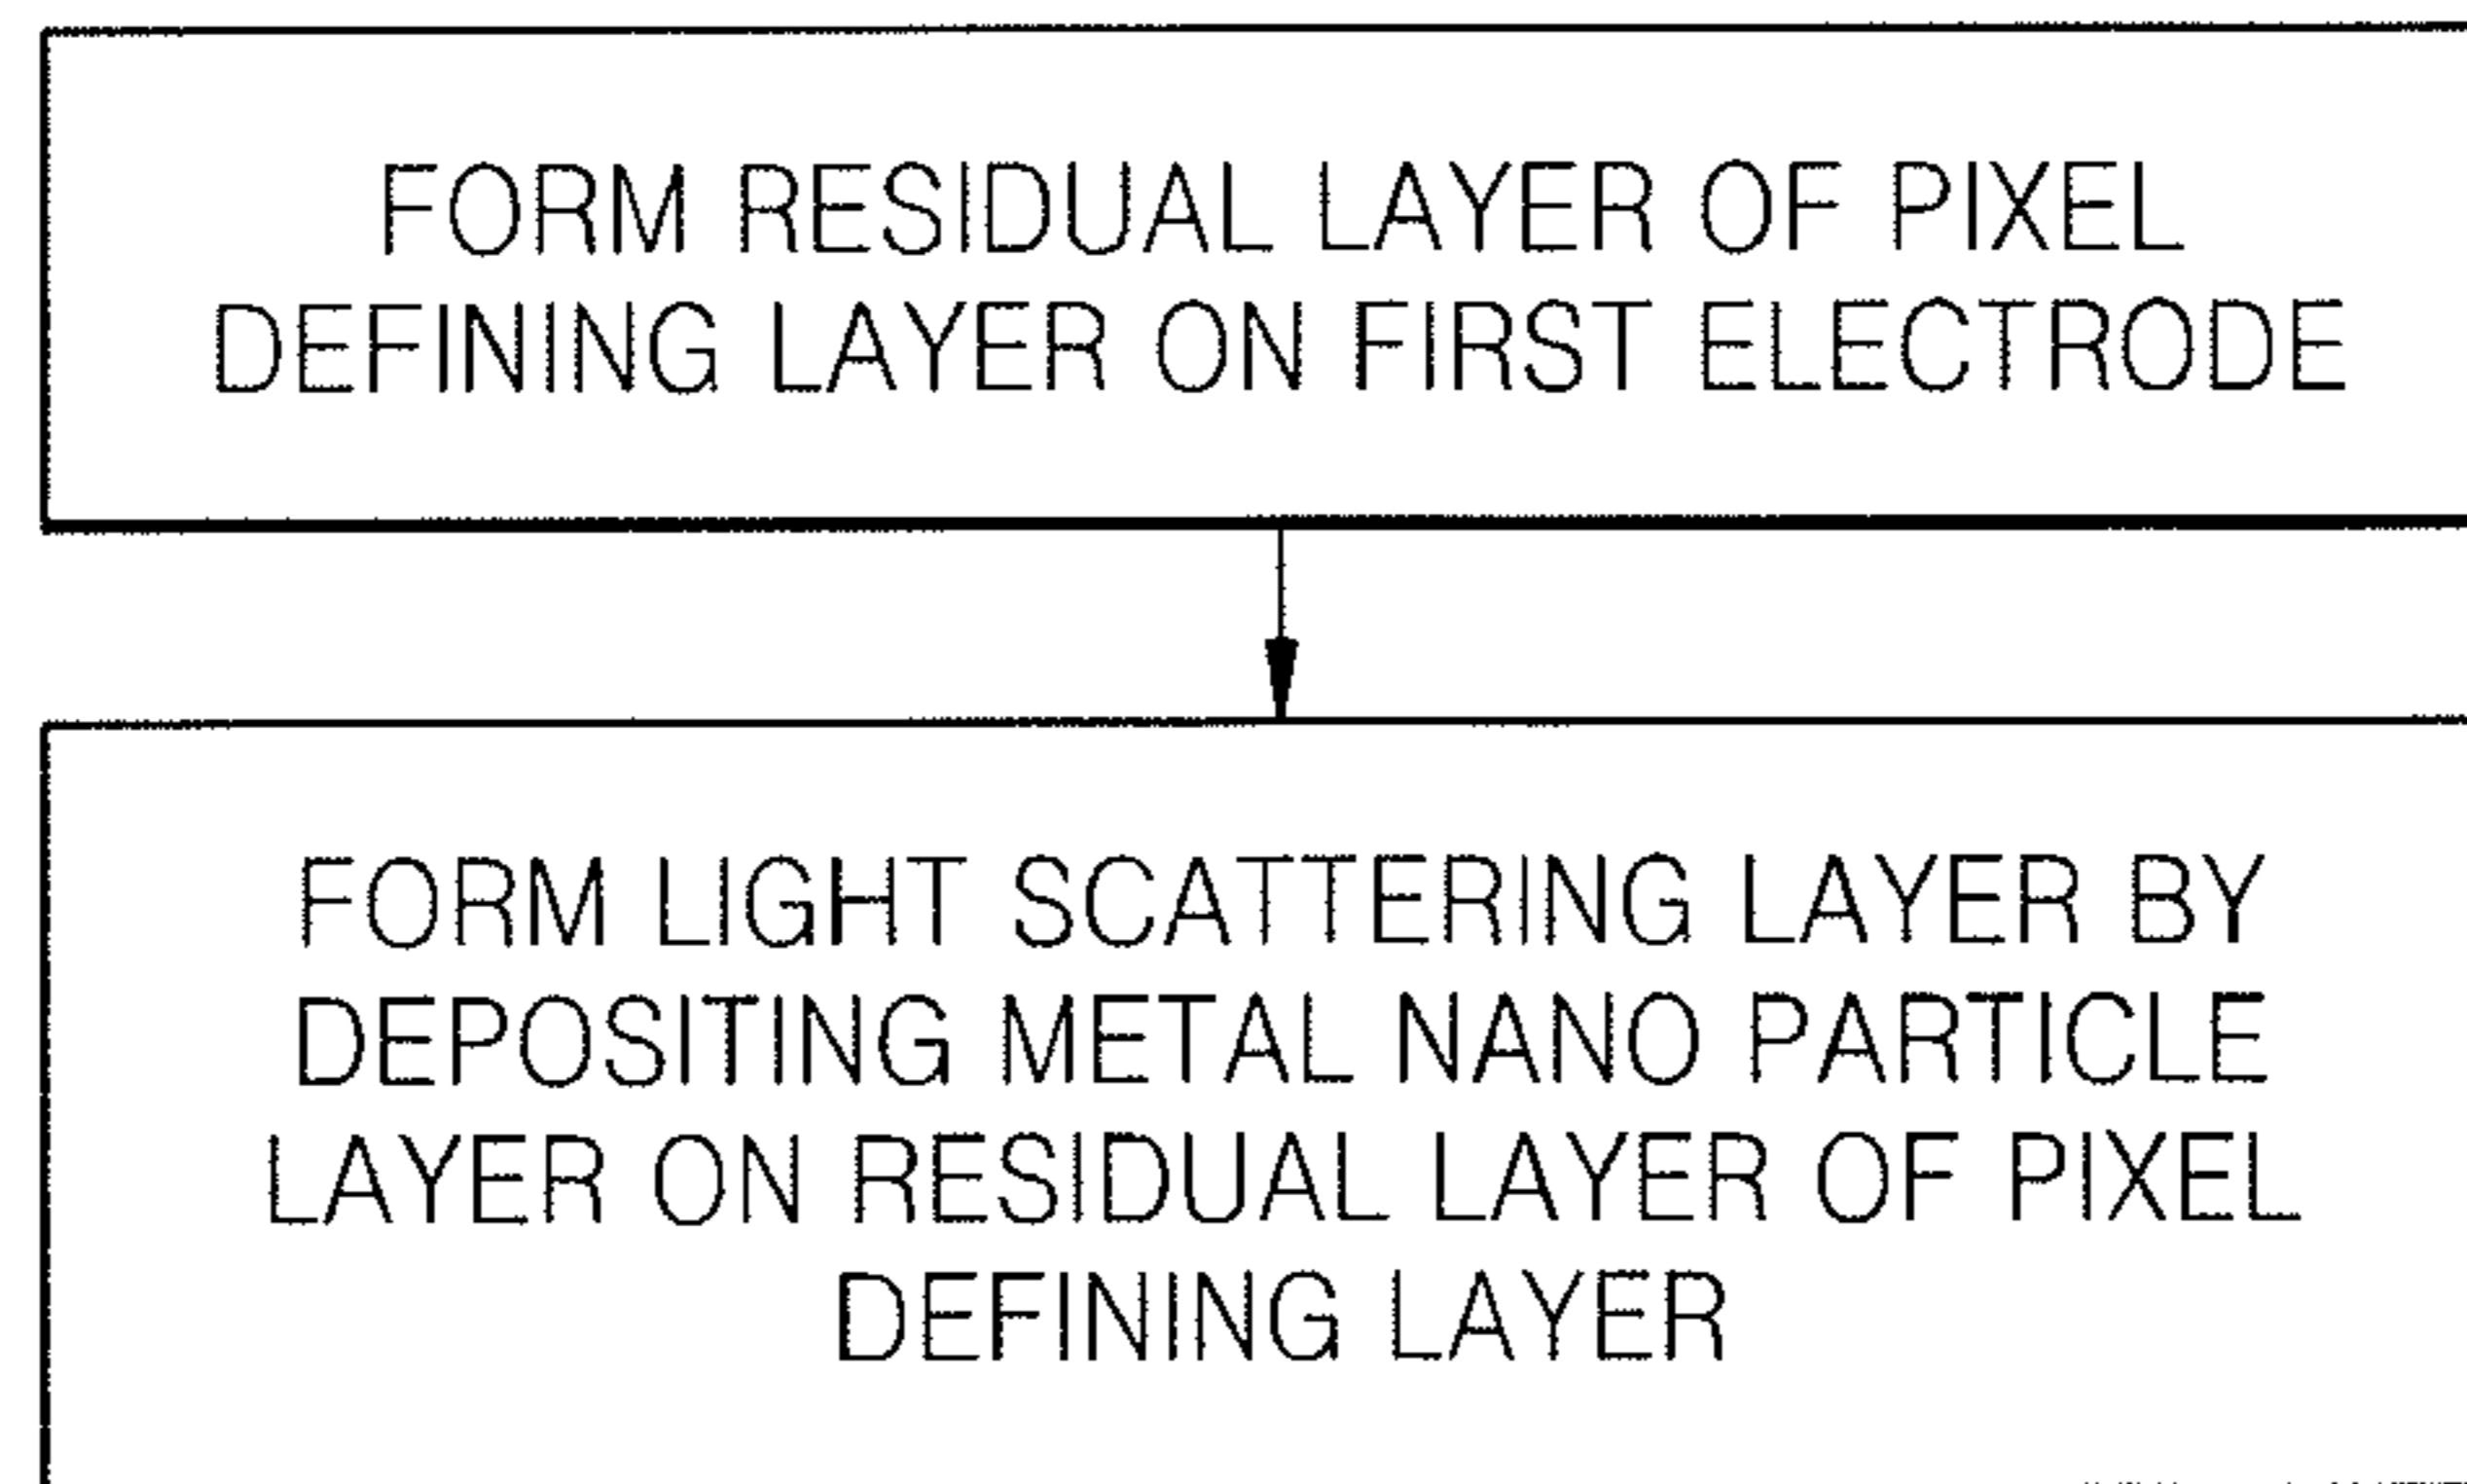 FORM RESIDUAL LAYER OF PIXEL
DEFINING LAYER ON FIRST ELECTRODE
FORM LIGHT SCATTERING LAYER BY
DEPOSITING METAL NANO PARTICLE
LAYER ON RESIDUAL LAYER OF PIXEL
DEFINING LAYER